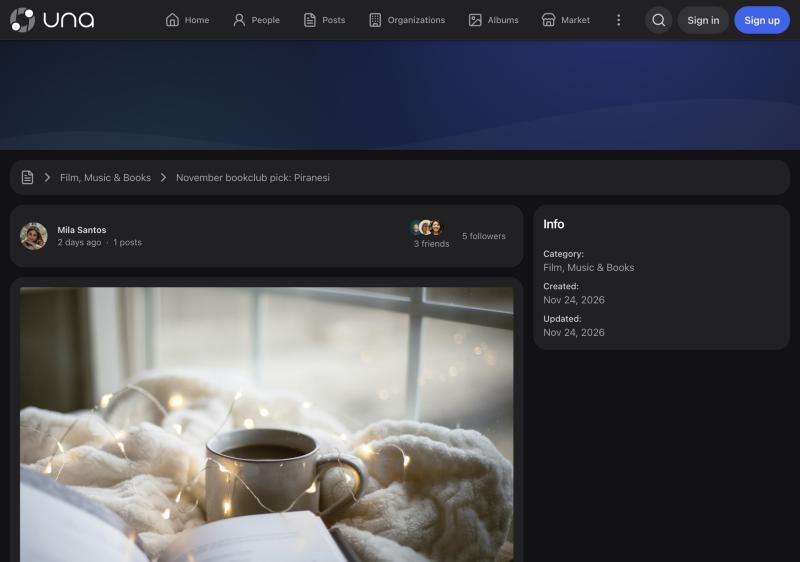 una
Home
People
Posts
Organizations
Albums
Market
Sign in
Sign up
Film, Music & Books
November bookclub pick: Piranesi
Mila Santos
2 days ago · 1 posts
3 friends
5 followers
Info
Category:
Film, Music & Books
Created:
Nov 24, 2026
Updated:
Nov 24, 2026